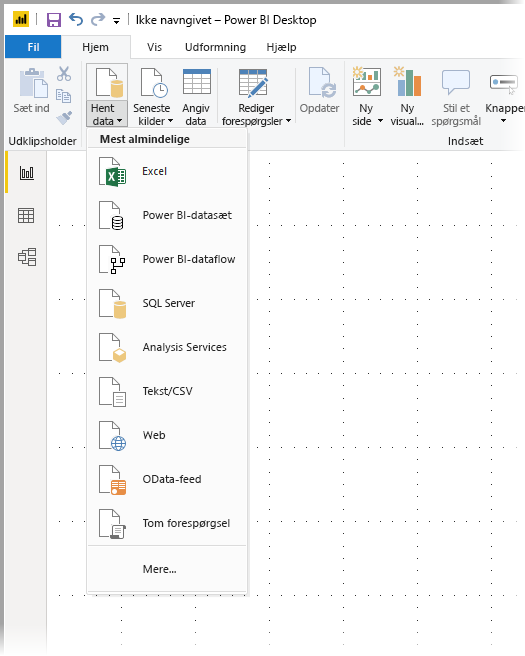 Ikke navngivet – Power BI Desktop
Fil Hjem Vis Udformning Hjælp
Sæt ind
Hent
data
Seneste
kilder
Angiv
data
Rediger
forespørgsler
Opdater
Ny
side
Ny
visual...
Stil et
spørgsmål
Knapper
Udklipsholder
Indsæt
Mest almindelige
Excel
Power BI-datasæt
Power BI-dataflow
SQL Server
Analysis Services
Tekst/CSV
Web
OData-feed
Tom forespørgsel
Mere...